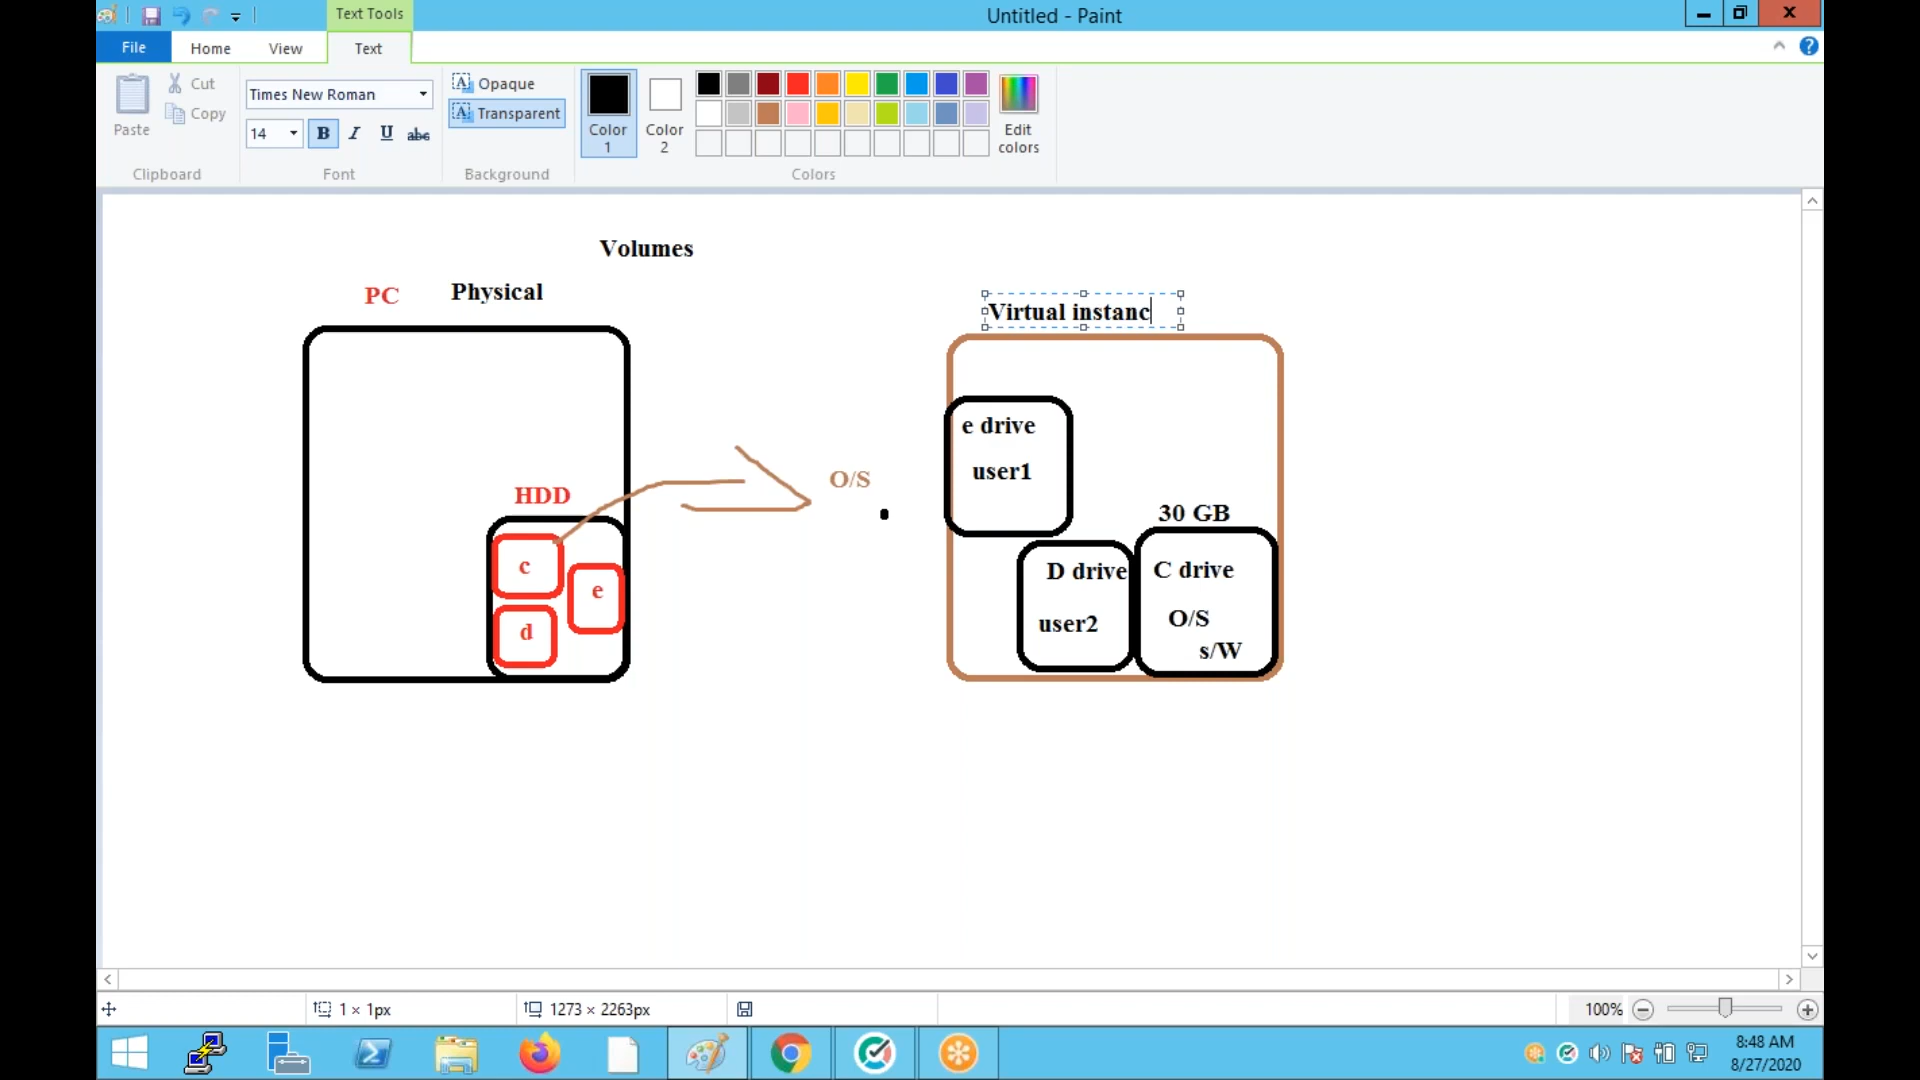 Text Tools
Untitled - Paint
File
Home
View
Text
Paste
Cut
Copy
Clipboard
Times New Roman
14
B
I
U
abc
Font
A Opaque
A Transparent
Background
Color 1
Color 2
Edit colors
Colors
Volumes
PC
Physical
Virtual instanc
HDD
c
e
d
O/S
e drive
user1
30 GB
D drive
user2
C drive
O/S
s/W
1 × 1px
1273 × 2263px
100%
8:48 AM
8/27/2020